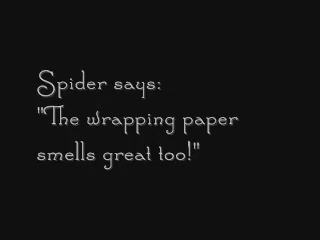 Spider says:
"The wrapping paper
smells great too!"